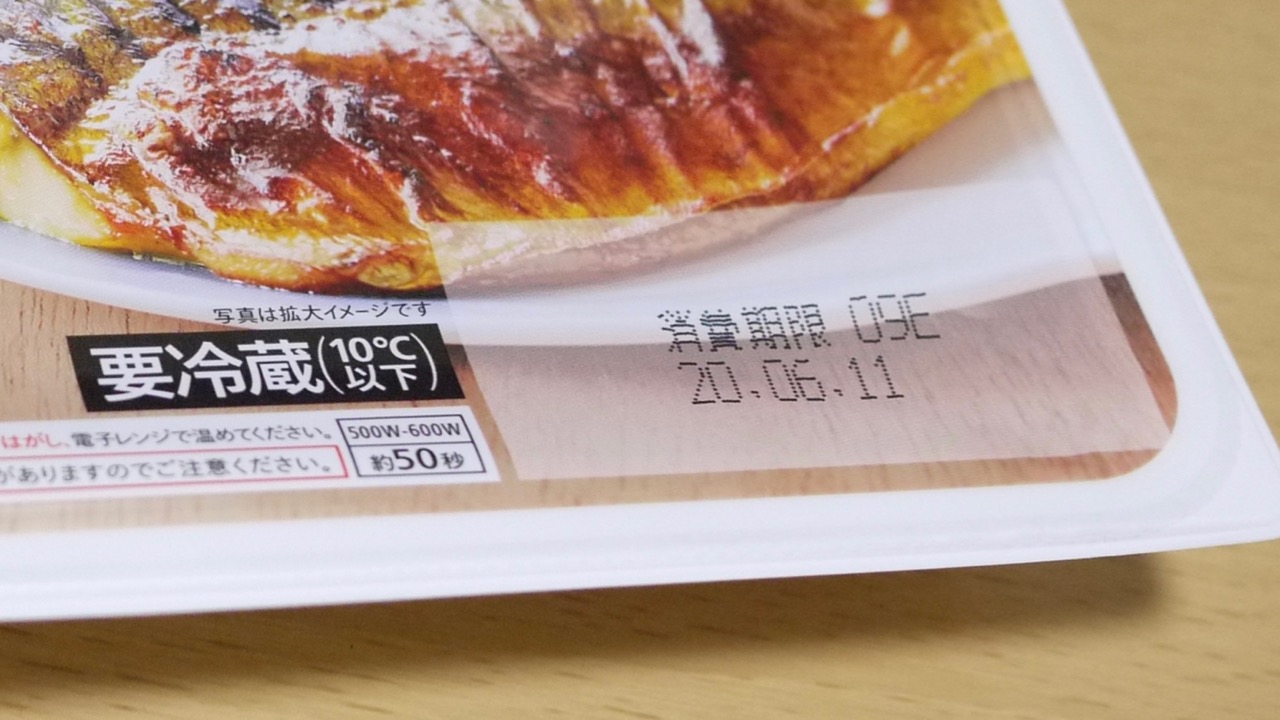 写真は拡大イメージです
要冷蔵(10℃以下)
はがし、電子レンジで温めてください。
がありますのでご注意ください。
500W-600W
約50秒
消費期限 09E
20.06.11